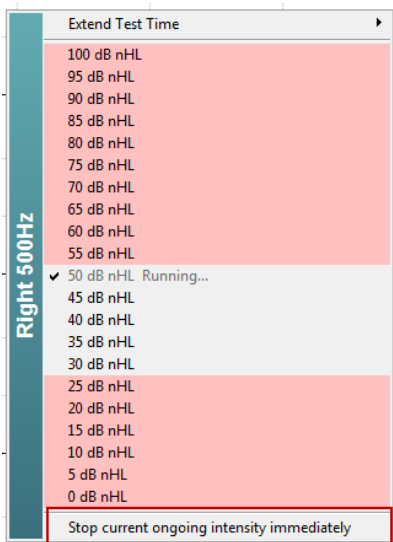 Extend Test Time
100 dB nHL
95 dB nHL
90 dB nHL
85 dB nHL
80 dB nHL
75 dB nHL
70 dB nHL
65 dB nHL
60 dB nHL
55 dB nHL
50 dB nHL Running...
45 dB nHL
40 dB nHL
35 dB nHL
30 dB nHL
25 dB nHL
20 dB nHL
15 dB nHL
10 dB nHL
5 dB nHL
0 dB nHL
Stop current ongoing intensity immediately
Right 500Hz